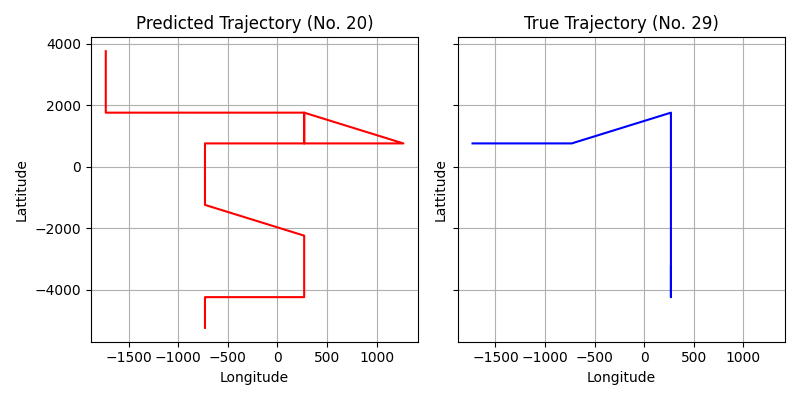 Predicted Trajectory (No. 20)
True Trajectory (No. 29)
4000
2000
0
−2000
−4000
Lattitude
Lattitude
−1500 −1000 −500 0 500 1000
−1500 −1000 −500 0 500 1000
Longitude
Longitude